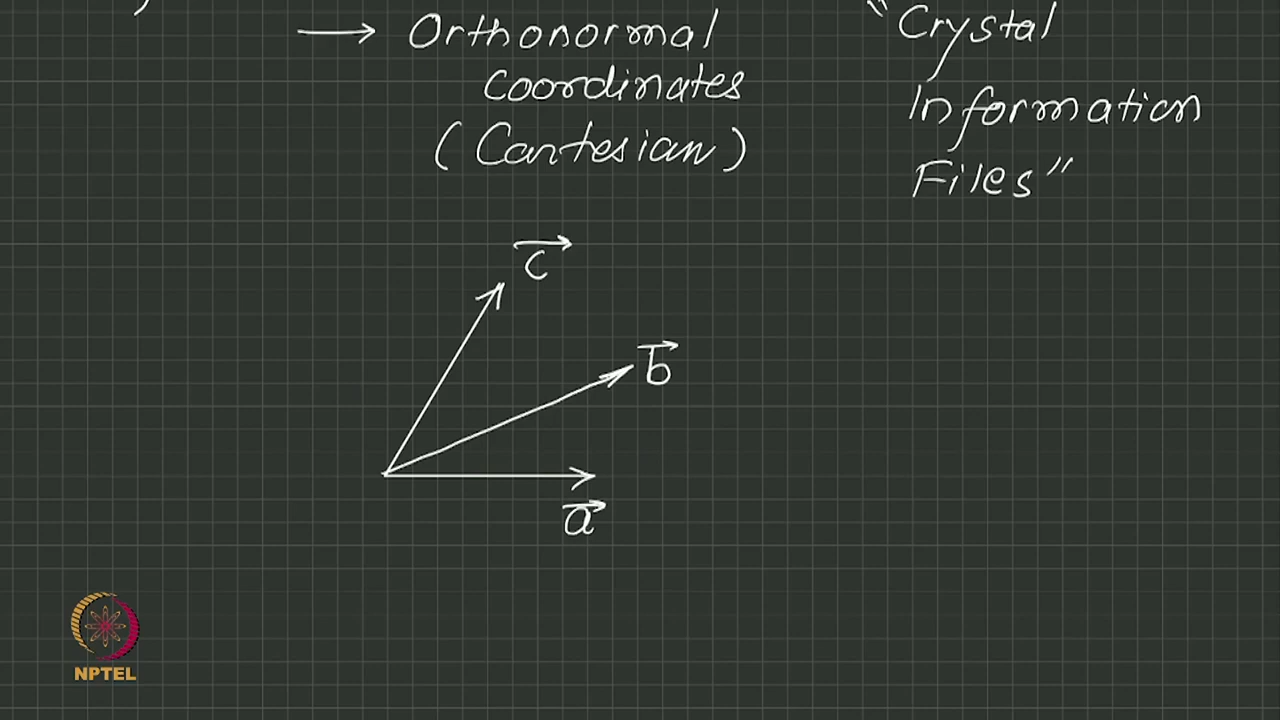 → Orthonormal
coordinates
(Cartesian)
"Crystal
Information
Files"
c
b
a
NPTEL